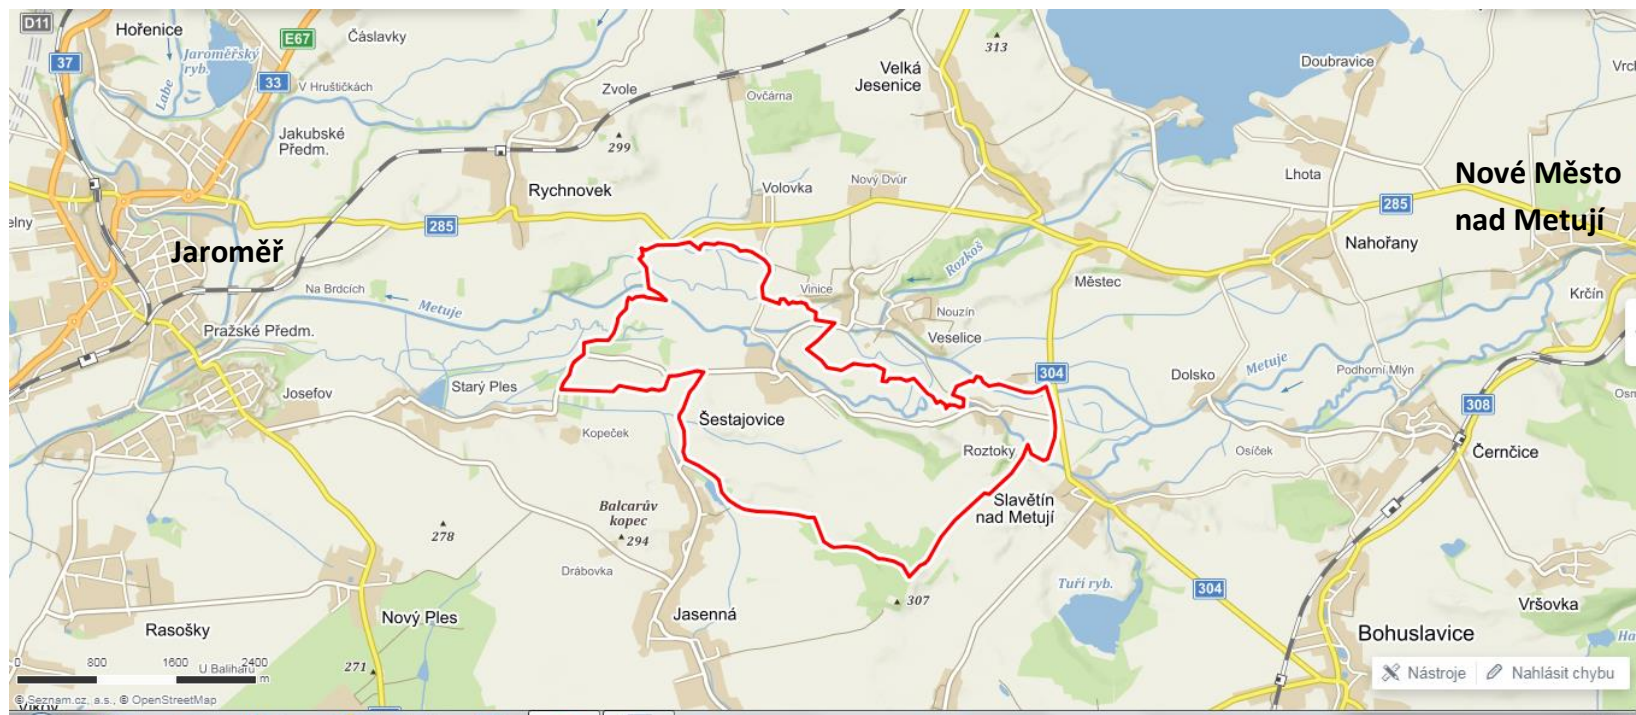 D11
Hořenice
E67
Čáslavky
313
Velká
Jesenice
Doubravice
37
Labe
Jaroměřský
ryb.
33
V Hruštičkách
Zvole
Ovčárna
Jakubské
Předm.
299
Rychnovek
Volovka
Nový Dvůr
Lhota
Nové Město
nad Metují
285
285
Nahořany
Jaroměř
Rozkoš
Městec
Na Brdcích
Metuje
Vinice
Krčín
Nouzín
Pražské Předm.
Veselice
Metuje
304
Dolsko
Podhorní Mlýn
Josefov
Starý Ples
308
Šestajovice
Kopeček
Roztoky
Osíček
Černčice
Slavětín
nad Metují
Balcarův
kopec
294
278
Drábovka
Tuří ryb.
304
307
Vršovka
Nový Ples
Jasenná
Rasošky
Bohuslavice
271
U Balihařů
0 800 1600 2400
m
Nástroje
Nahlásit chybu
© Seznam.cz, a.s., © OpenStreetMap